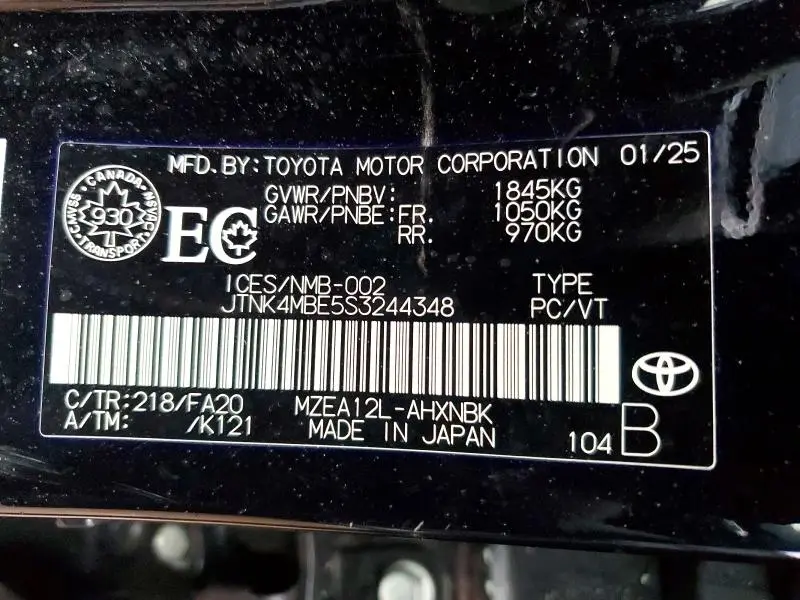 MFD. BY: TOYOTA MOTOR CORPORATION 01/25
GVWR/PNBV: 1845KG
GAWR/PNBE: FR. 1050KG
RR. 970KG
CANADA
CMVSS 930 NSVAC
TRANSPORT
EC
ICES/NMB-002 TYPE
JTNK4MBE5S3244348 PC/VT
C/TR: 218/FA20 MZEA12L-AHXNBK
A/TM: /K121 MADE IN JAPAN
104 B